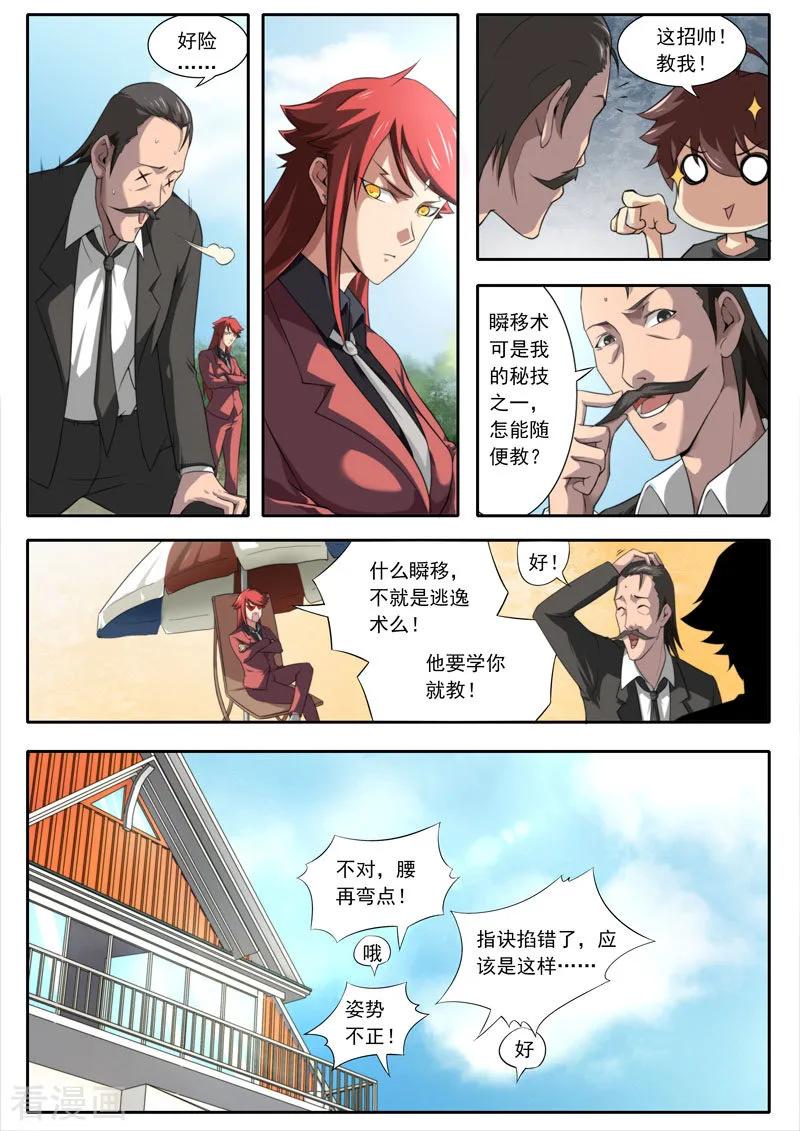 好险
……
这招帅！
教我！
瞬移术
可是我
的秘技
之一，
怎能随
便教？
什么瞬移，
不就是逃逸
术么！
他要学你
就教！
好！
不对，腰
再弯点！
哦
指诀掐错了，应
该是这样……
姿势
不正！
好
看漫画